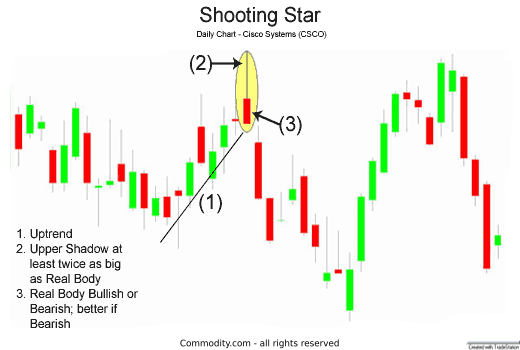 Shooting Star
Daily Chart - Cisco Systems (CSCO)
(2)
(3)
(1)
1. Uptrend
2. Upper Shadow at
least twice as big
as Real Body
3. Real Body Bullish or
Bearish; better if
Bearish
Commodity.com - all rights reserved
Created with TradeStation